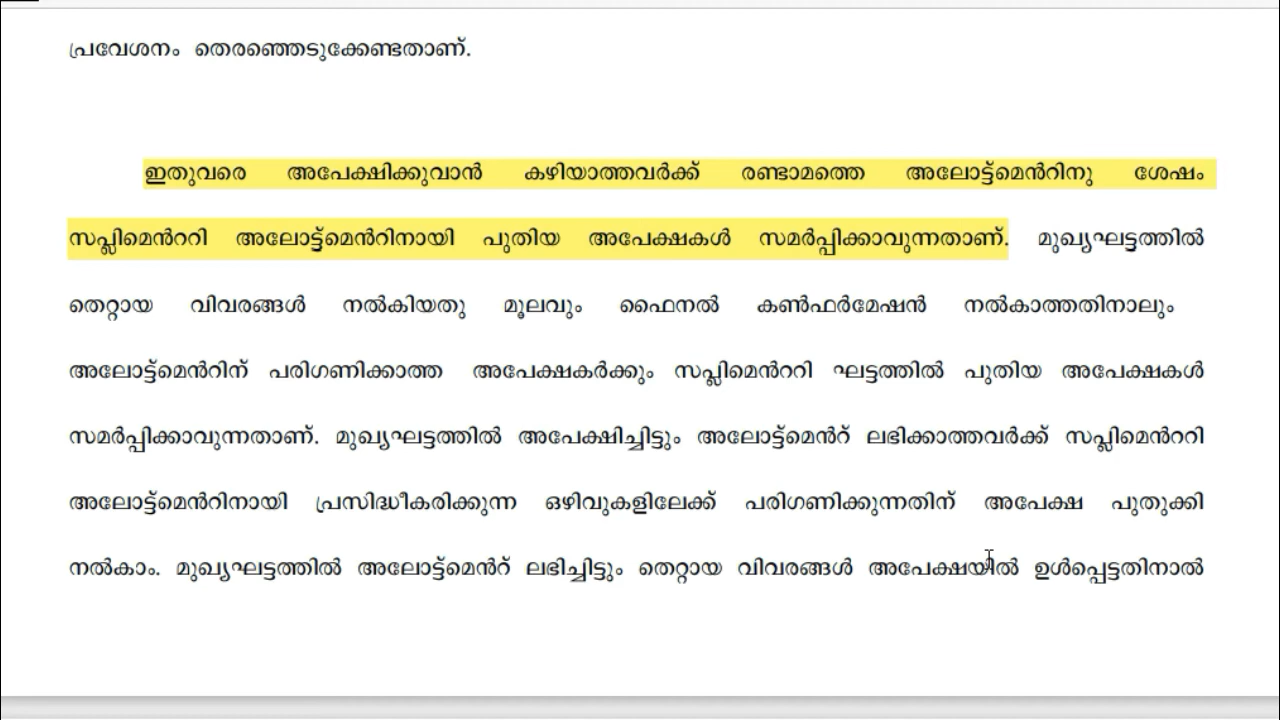 പ്രവേശനം തെരഞ്ഞെടുക്കേണ്ടതാണ്.
ഇതുവരെ അപേക്ഷിക്കുവാൻ കഴിയാത്തവർക്ക് രണ്ടാമത്തെ അലോട്ട്മെൻറിനു ശേഷം
സപ്ലിമെൻററി അലോട്ട്മെൻറിനായി പുതിയ അപേക്ഷകൾ സമർപ്പിക്കാവുന്നതാണ്. മുഖ്യഘട്ടത്തിൽ
തെറ്റായ വിവരങ്ങൾ നൽകിയതു മൂലവും ഫൈനൽ കൺഫർമേഷൻ നൽകാത്തതിനാലും
അലോട്ട്മെൻറിന് പരിഗണിക്കാത്ത അപേക്ഷകർക്കും സപ്ലിമെൻററി ഘട്ടത്തിൽ പുതിയ അപേക്ഷകൾ
സമർപ്പിക്കാവുന്നതാണ്. മുഖ്യഘട്ടത്തിൽ അപേക്ഷിച്ചിട്ടും അലോട്ട്മെൻറ് ലഭിക്കാത്തവർക്ക് സപ്ലിമെൻററി
അലോട്ട്മെൻറിനായി പ്രസിദ്ധീകരിക്കുന്ന ഒഴിവുകളിലേക്ക് പരിഗണിക്കുന്നതിന് അപേക്ഷ പുതുക്കി
നൽകാം. മുഖ്യഘട്ടത്തിൽ അലോട്ട്മെൻറ് ലഭിച്ചിട്ടും തെറ്റായ വിവരങ്ങൾ അപേക്ഷയിൽ ഉൾപ്പെട്ടതിനാൽ